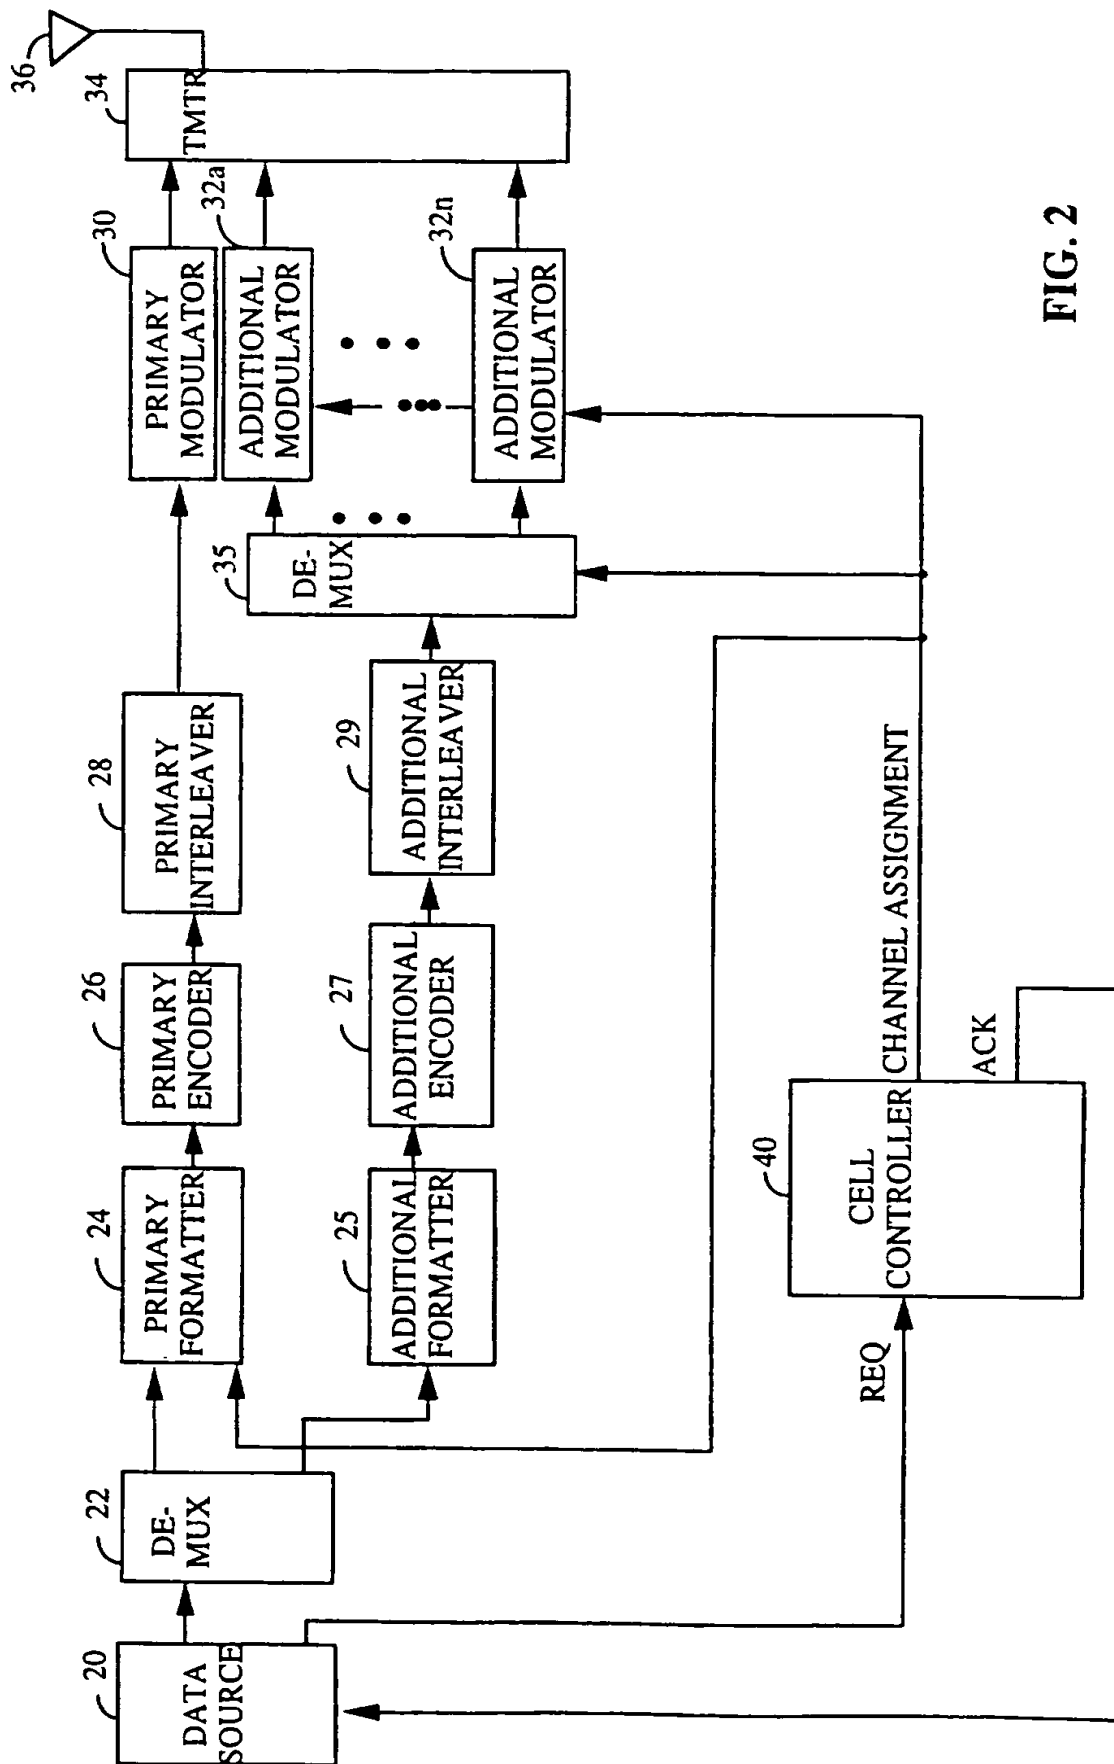 36
34
TMTR
30
PRIMARY
MODULATOR
32a
ADDITIONAL
MODULATOR
32n
ADDITIONAL
MODULATOR
35
DE-
MUX
28
PRIMARY
INTERLEAVER
29
ADDITIONAL
INTERLEAVER
26
PRIMARY
ENCODER
27
ADDITIONAL
ENCODER
24
PRIMARY
FORMATTER
25
ADDITIONAL
FORMATTER
22
DE-
MUX
20
DATA
SOURCE
40
CELL
CONTROLLER
CHANNEL ASSIGNMENT
ACK
REQ
FIG. 2